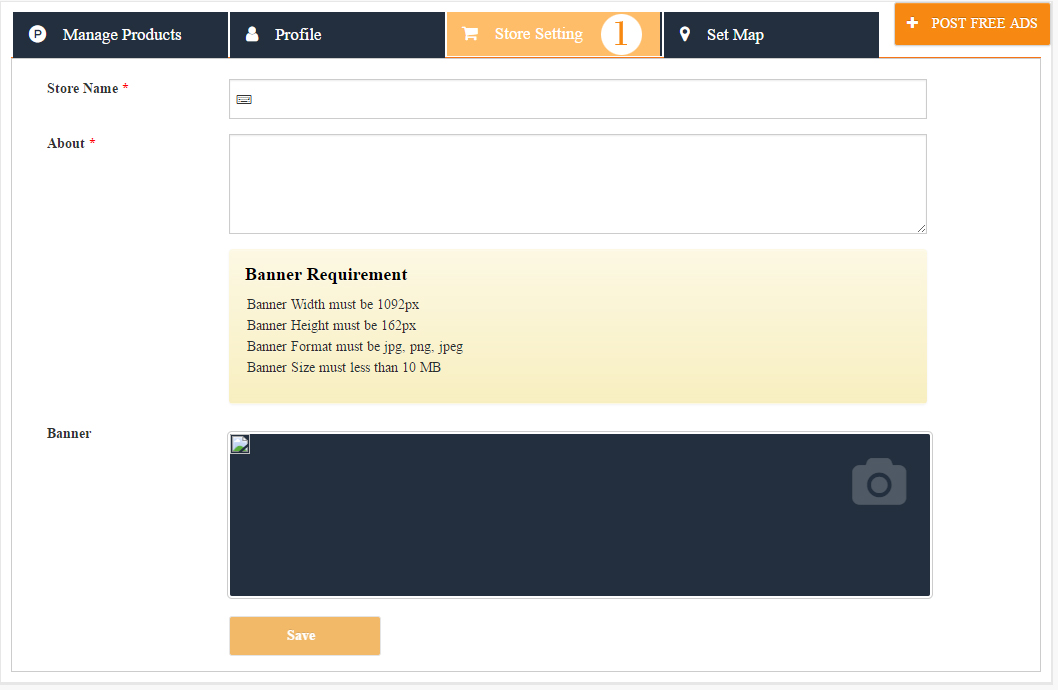 P Manage Products
Profile
Store Setting 1
Set Map
+ POST FREE ADS
Store Name *
About *
Banner Requirement
Banner Width must be 1092px
Banner Height must be 162px
Banner Format must be jpg, png, jpeg
Banner Size must less than 10 MB
Banner
Save